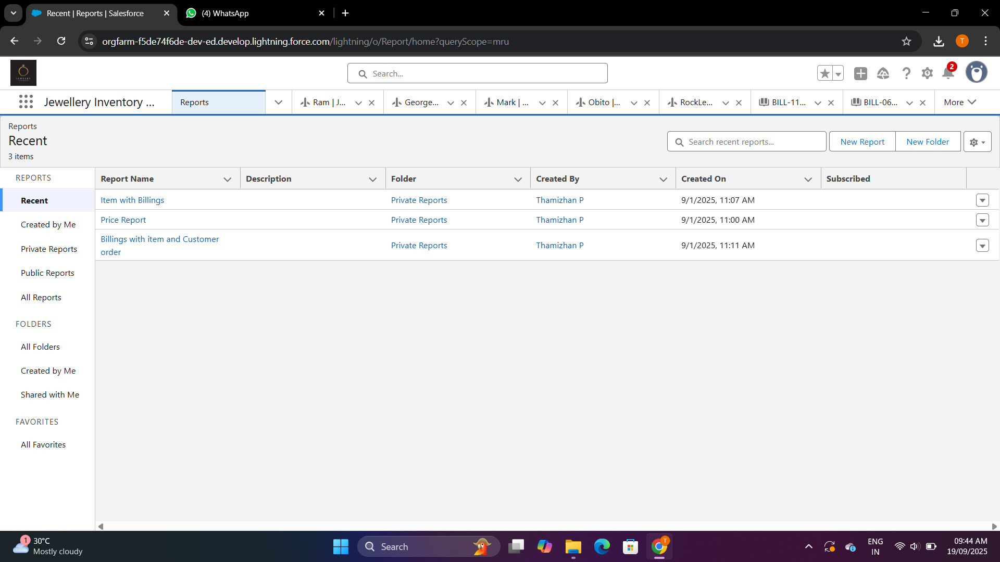 Recent | Reports | Salesforce
(4) WhatsApp
orgfarm-f5de74f6de-dev-ed.develop.lightning.force.com/lightning/o/Report/home?queryScope=mru
T
JEWELRY
Search...
2
Jewellery Inventory ...
Reports
Ram | J...
George...
Mark | ...
Obito |...
RockLe...
BILL-11...
BILL-06...
More
Reports
Recent
3 items
Search recent reports...
New Report
New Folder
REPORTS
Recent
Created by Me
Private Reports
Public Reports
All Reports
FOLDERS
All Folders
Created by Me
Shared with Me
FAVORITES
All Favorites
Report Name Description Folder Created By Created On Subscribed
Item with Billings Private Reports Thamizhan P 9/1/2025, 11:07 AM
Price Report Private Reports Thamizhan P 9/1/2025, 11:00 AM
Billings with item and Customer
order Private Reports Thamizhan P 9/1/2025, 11:11 AM
1
30°C
Mostly cloudy
Search
T
ENG
IN
09:44 AM
19/09/2025